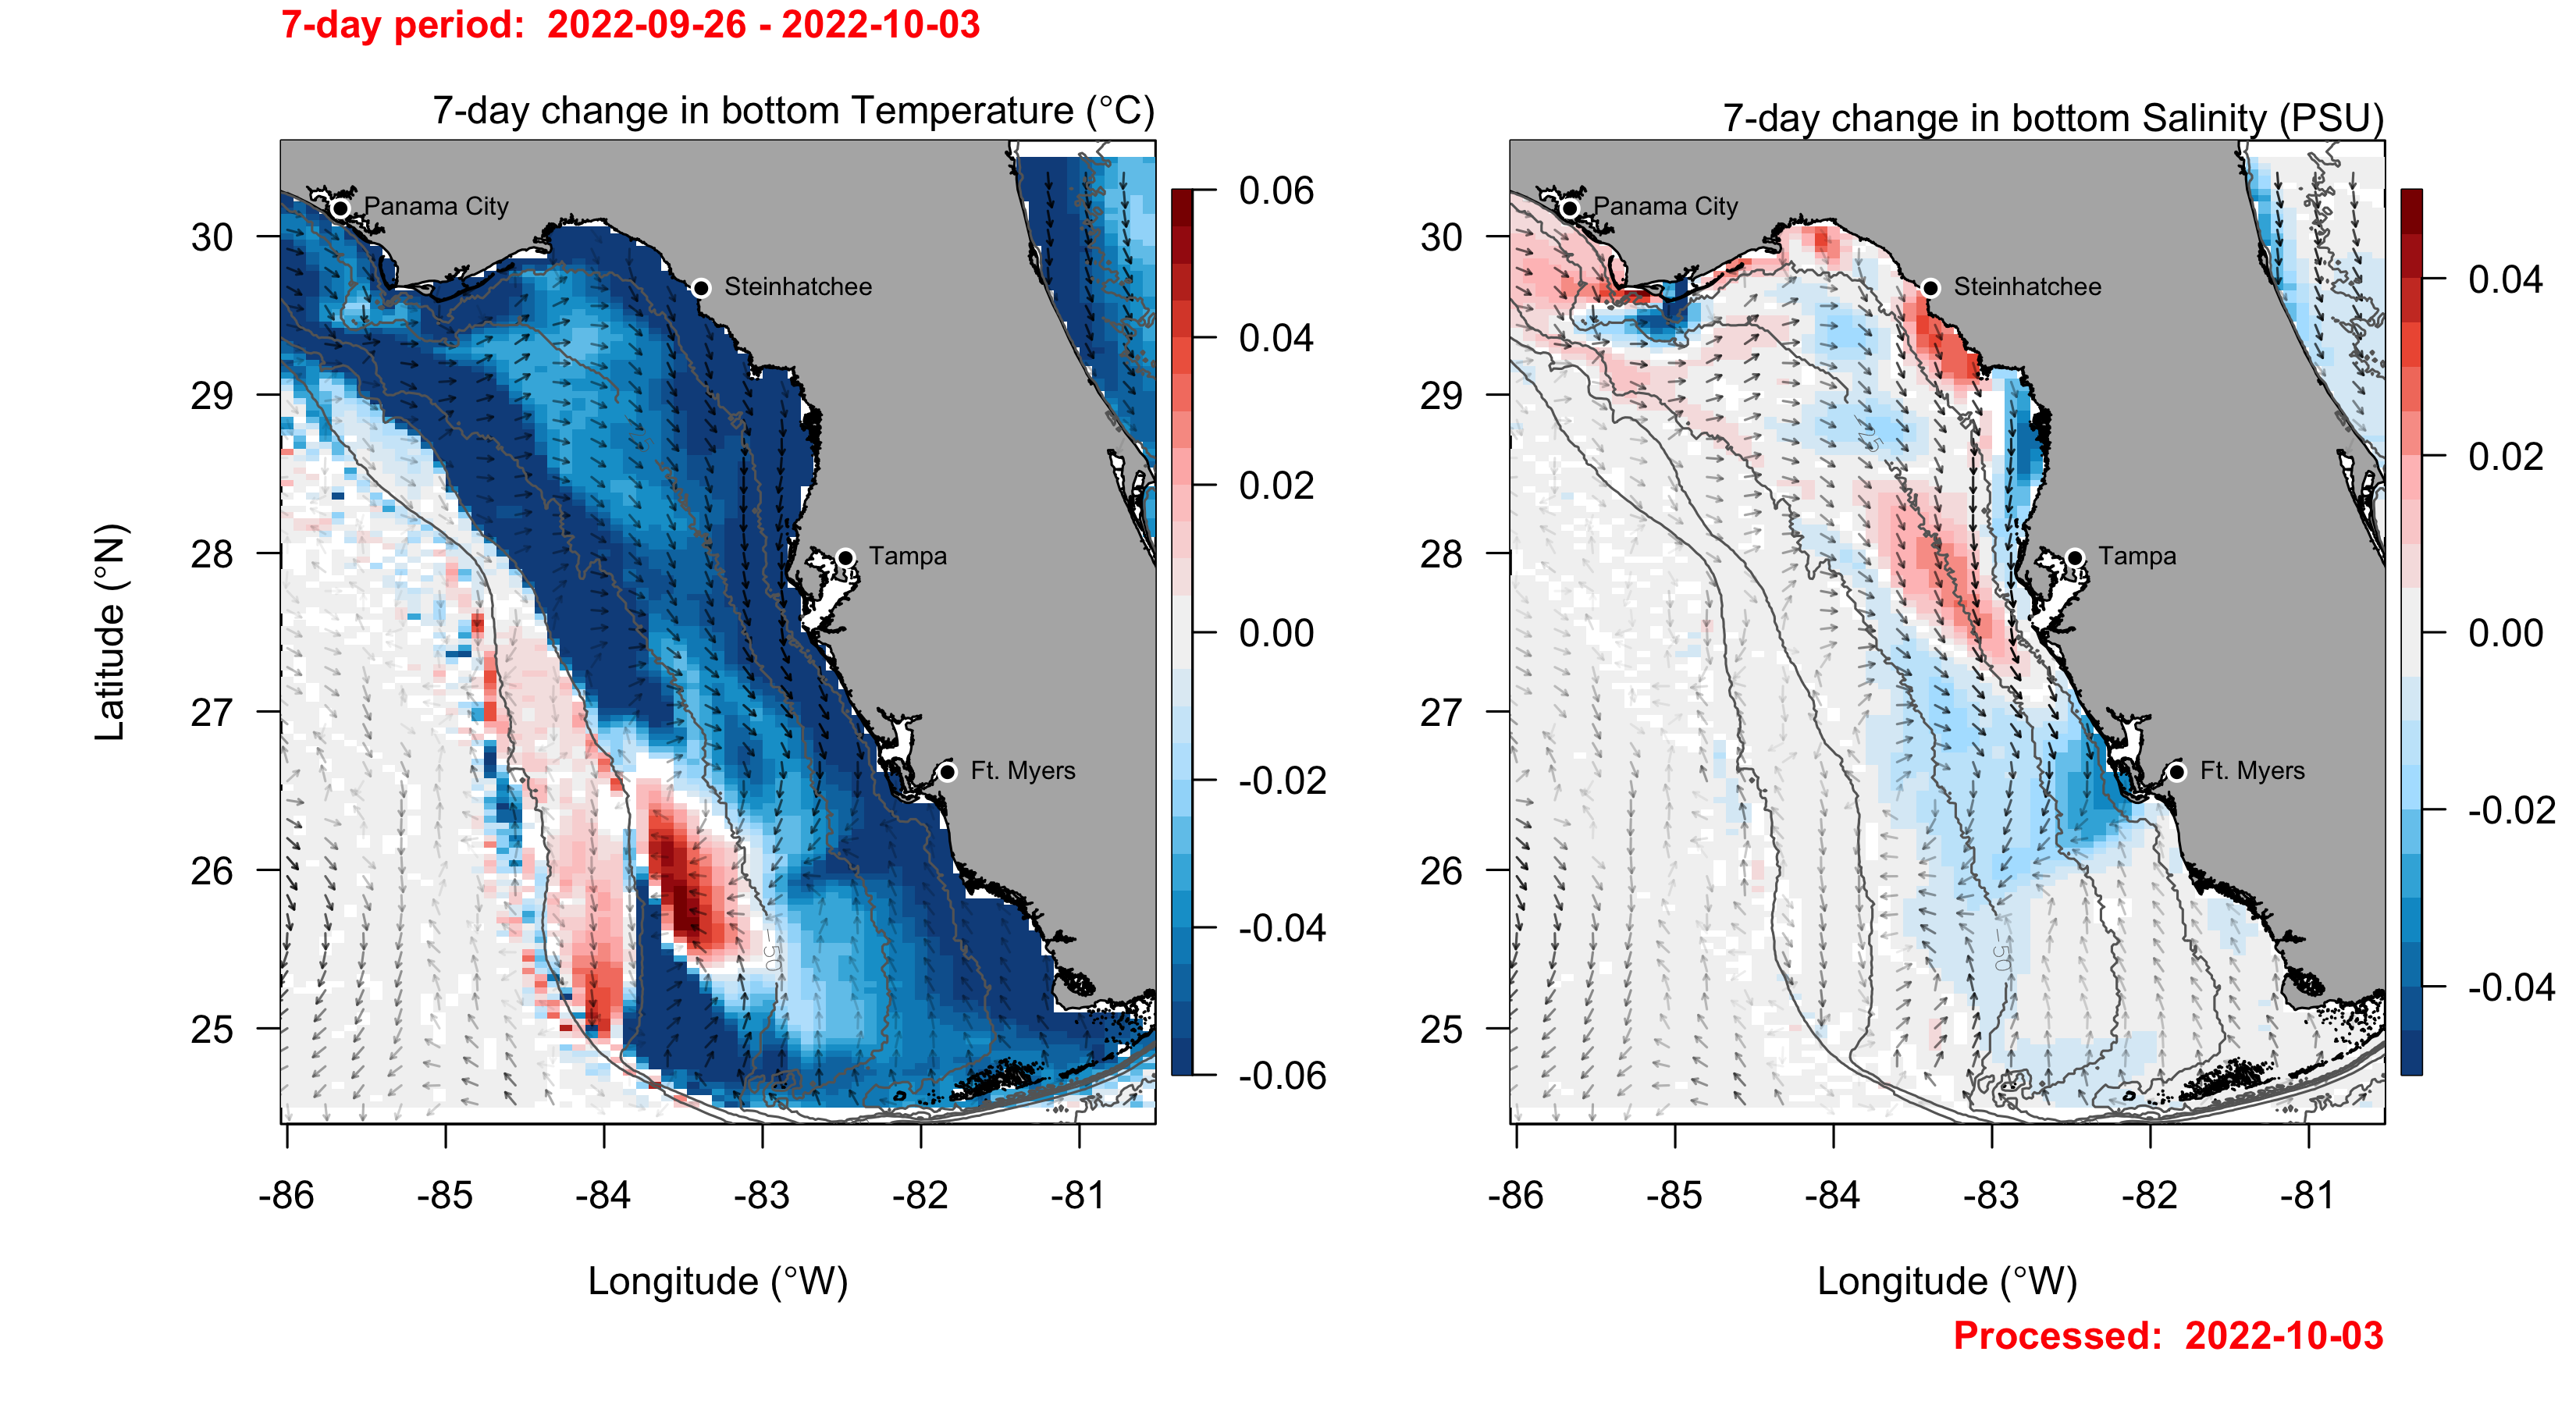 7-day period:  2022-09-26 - 2022-10-03
7-day change in bottom Temperature (°C)
Latitude (°N)
30
29
28
27
26
25
Panama City
Steinhatchee
Tampa
Ft. Myers
-50
0.06
0.04
0.02
0.00
-0.02
-0.04
-0.06
-86 -85 -84 -83 -82 -81
Longitude (°W)
7-day change in bottom Salinity (PSU)
30
29
28
27
26
25
Panama City
Steinhatchee
Tampa
Ft. Myers
-25
-50
0.04
0.02
0.00
-0.02
-0.04
-86 -85 -84 -83 -82 -81
Longitude (°W)
Processed:  2022-10-03